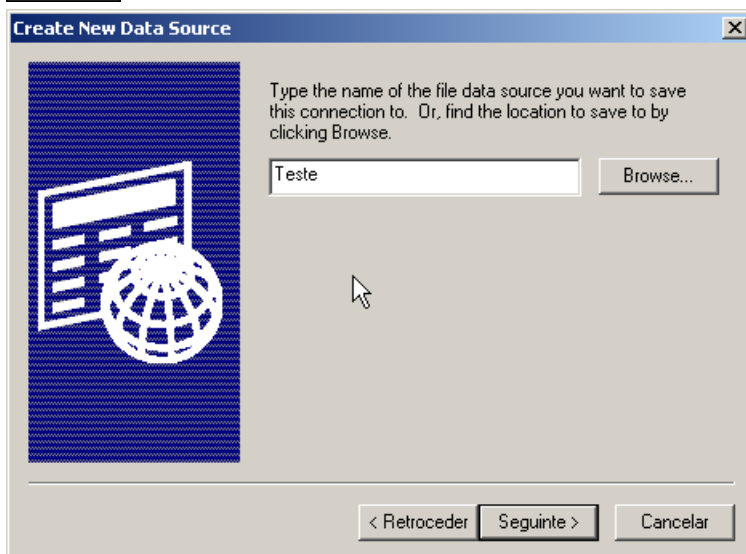 Create New Data Source
Type the name of the file data source you want to save
this connection to. Or, find the location to save to by
clicking Browse.
Teste
Browse...
< Retroceder
Seguinte >
Cancelar